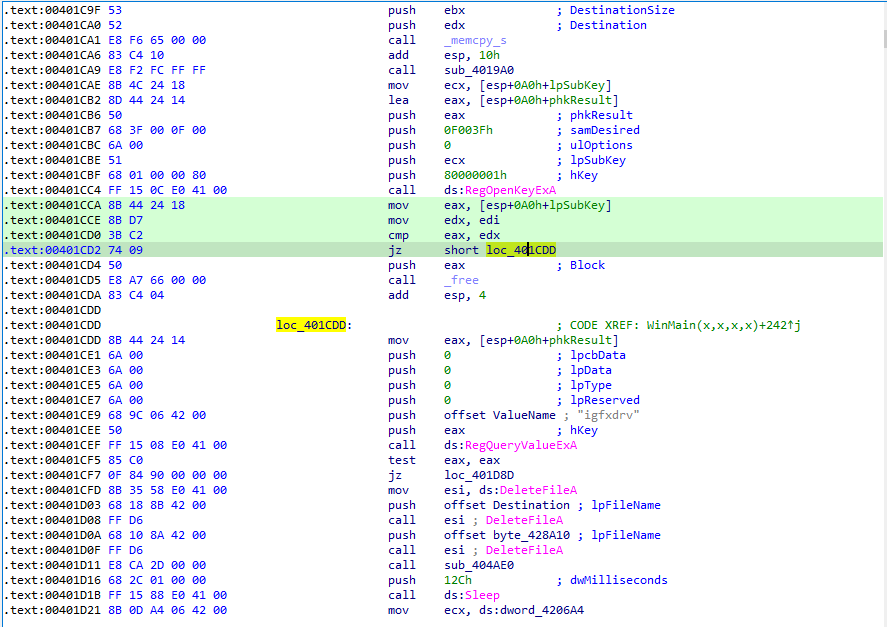 .text:00401C9F 53 push ebx ; DestinationSize
.text:00401CA0 52 push edx ; Destination
.text:00401CA1 E8 F6 65 00 00 call _memcpy_s
.text:00401CA6 83 C4 10 add esp, 10h
.text:00401CA9 E8 F2 FC FF FF call sub_4019A0
.text:00401CAE 8B 4C 24 18 mov ecx, [esp+0A0h+lpSubKey]
.text:00401CB2 8D 44 24 14 lea eax, [esp+0A0h+phkResult]
.text:00401CB6 50 push eax ; phkResult
.text:00401CB7 68 3F 00 0F 00 push 0F003Fh ; samDesired
.text:00401CBC 6A 00 push 0 ; ulOptions
.text:00401CBE 51 push ecx ; lpSubKey
.text:00401CBF 68 01 00 00 80 push 80000001h ; hKey
.text:00401CC4 FF 15 0C E0 41 00 call ds:RegOpenKeyExA
.text:00401CCA 8B 44 24 18 mov eax, [esp+0A0h+lpSubKey]
.text:00401CCE 8B D7 mov edx, edi
.text:00401CD0 3B C2 cmp eax, edx
.text:00401CD2 74 09 jz short loc_401CDD
.text:00401CD4 50 push eax ; Block
.text:00401CD5 E8 A7 66 00 00 call _free
.text:00401CDA 83 C4 04 add esp, 4
.text:00401CDD
.text:00401CDD loc_401CDD: ; CODE XREF: WinMain(x,x,x,x)+242↑j
.text:00401CDD 8B 44 24 14 mov eax, [esp+0A0h+phkResult]
.text:00401CE1 6A 00 push 0 ; lpcbData
.text:00401CE3 6A 00 push 0 ; lpData
.text:00401CE5 6A 00 push 0 ; lpType
.text:00401CE7 6A 00 push 0 ; lpReserved
.text:00401CE9 68 9C 06 42 00 push offset ValueName ; "igfxdrv"
.text:00401CEE 50 push eax ; hKey
.text:00401CEF FF 15 08 E0 41 00 call ds:RegQueryValueExA
.text:00401CF5 85 C0 test eax, eax
.text:00401CF7 0F 84 90 00 00 00 jz loc_401D8D
.text:00401CFD 8B 35 58 E0 41 00 mov esi, ds:DeleteFileA
.text:00401D03 68 18 8B 42 00 push offset Destination ; lpFileName
.text:00401D08 FF D6 call esi ; DeleteFileA
.text:00401D0A 68 10 8A 42 00 push offset byte_428A10 ; lpFileName
.text:00401D0F FF D6 call esi ; DeleteFileA
.text:00401D11 E8 CA 2D 00 00 call sub_404AE0
.text:00401D16 68 2C 01 00 00 push 12Ch ; dwMilliseconds
.text:00401D1B FF 15 88 E0 41 00 call ds:Sleep
.text:00401D21 8B 0D A4 06 42 00 mov ecx, ds:dword_4206A4